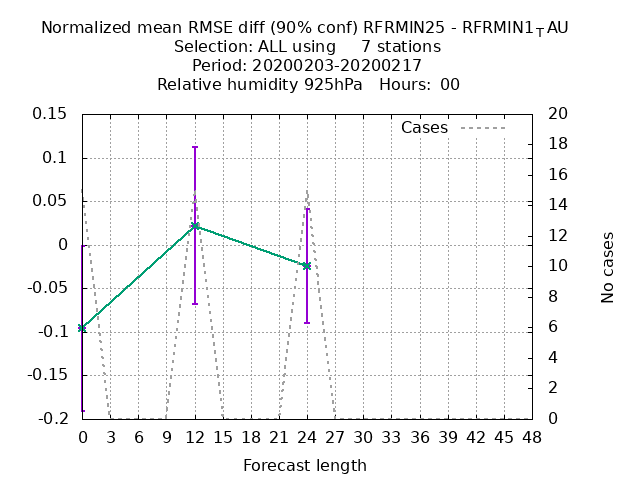 Normalized mean RMSE diff (90% conf) RFRMIN25 - RFRMIN1TAU
Selection: ALL using     7 stations
Period: 20200203-20200217
Relative humidity 925hPa   Hours:  00
Cases
0.15
0.1
0.05
0
-0.05
-0.1
-0.15
-0.2
20
18
16
14
12
10
8
6
4
2
0
No cases
0 3 6 9 12 15 18 21 24 27 30 33 36 39 42 45 48
Forecast length